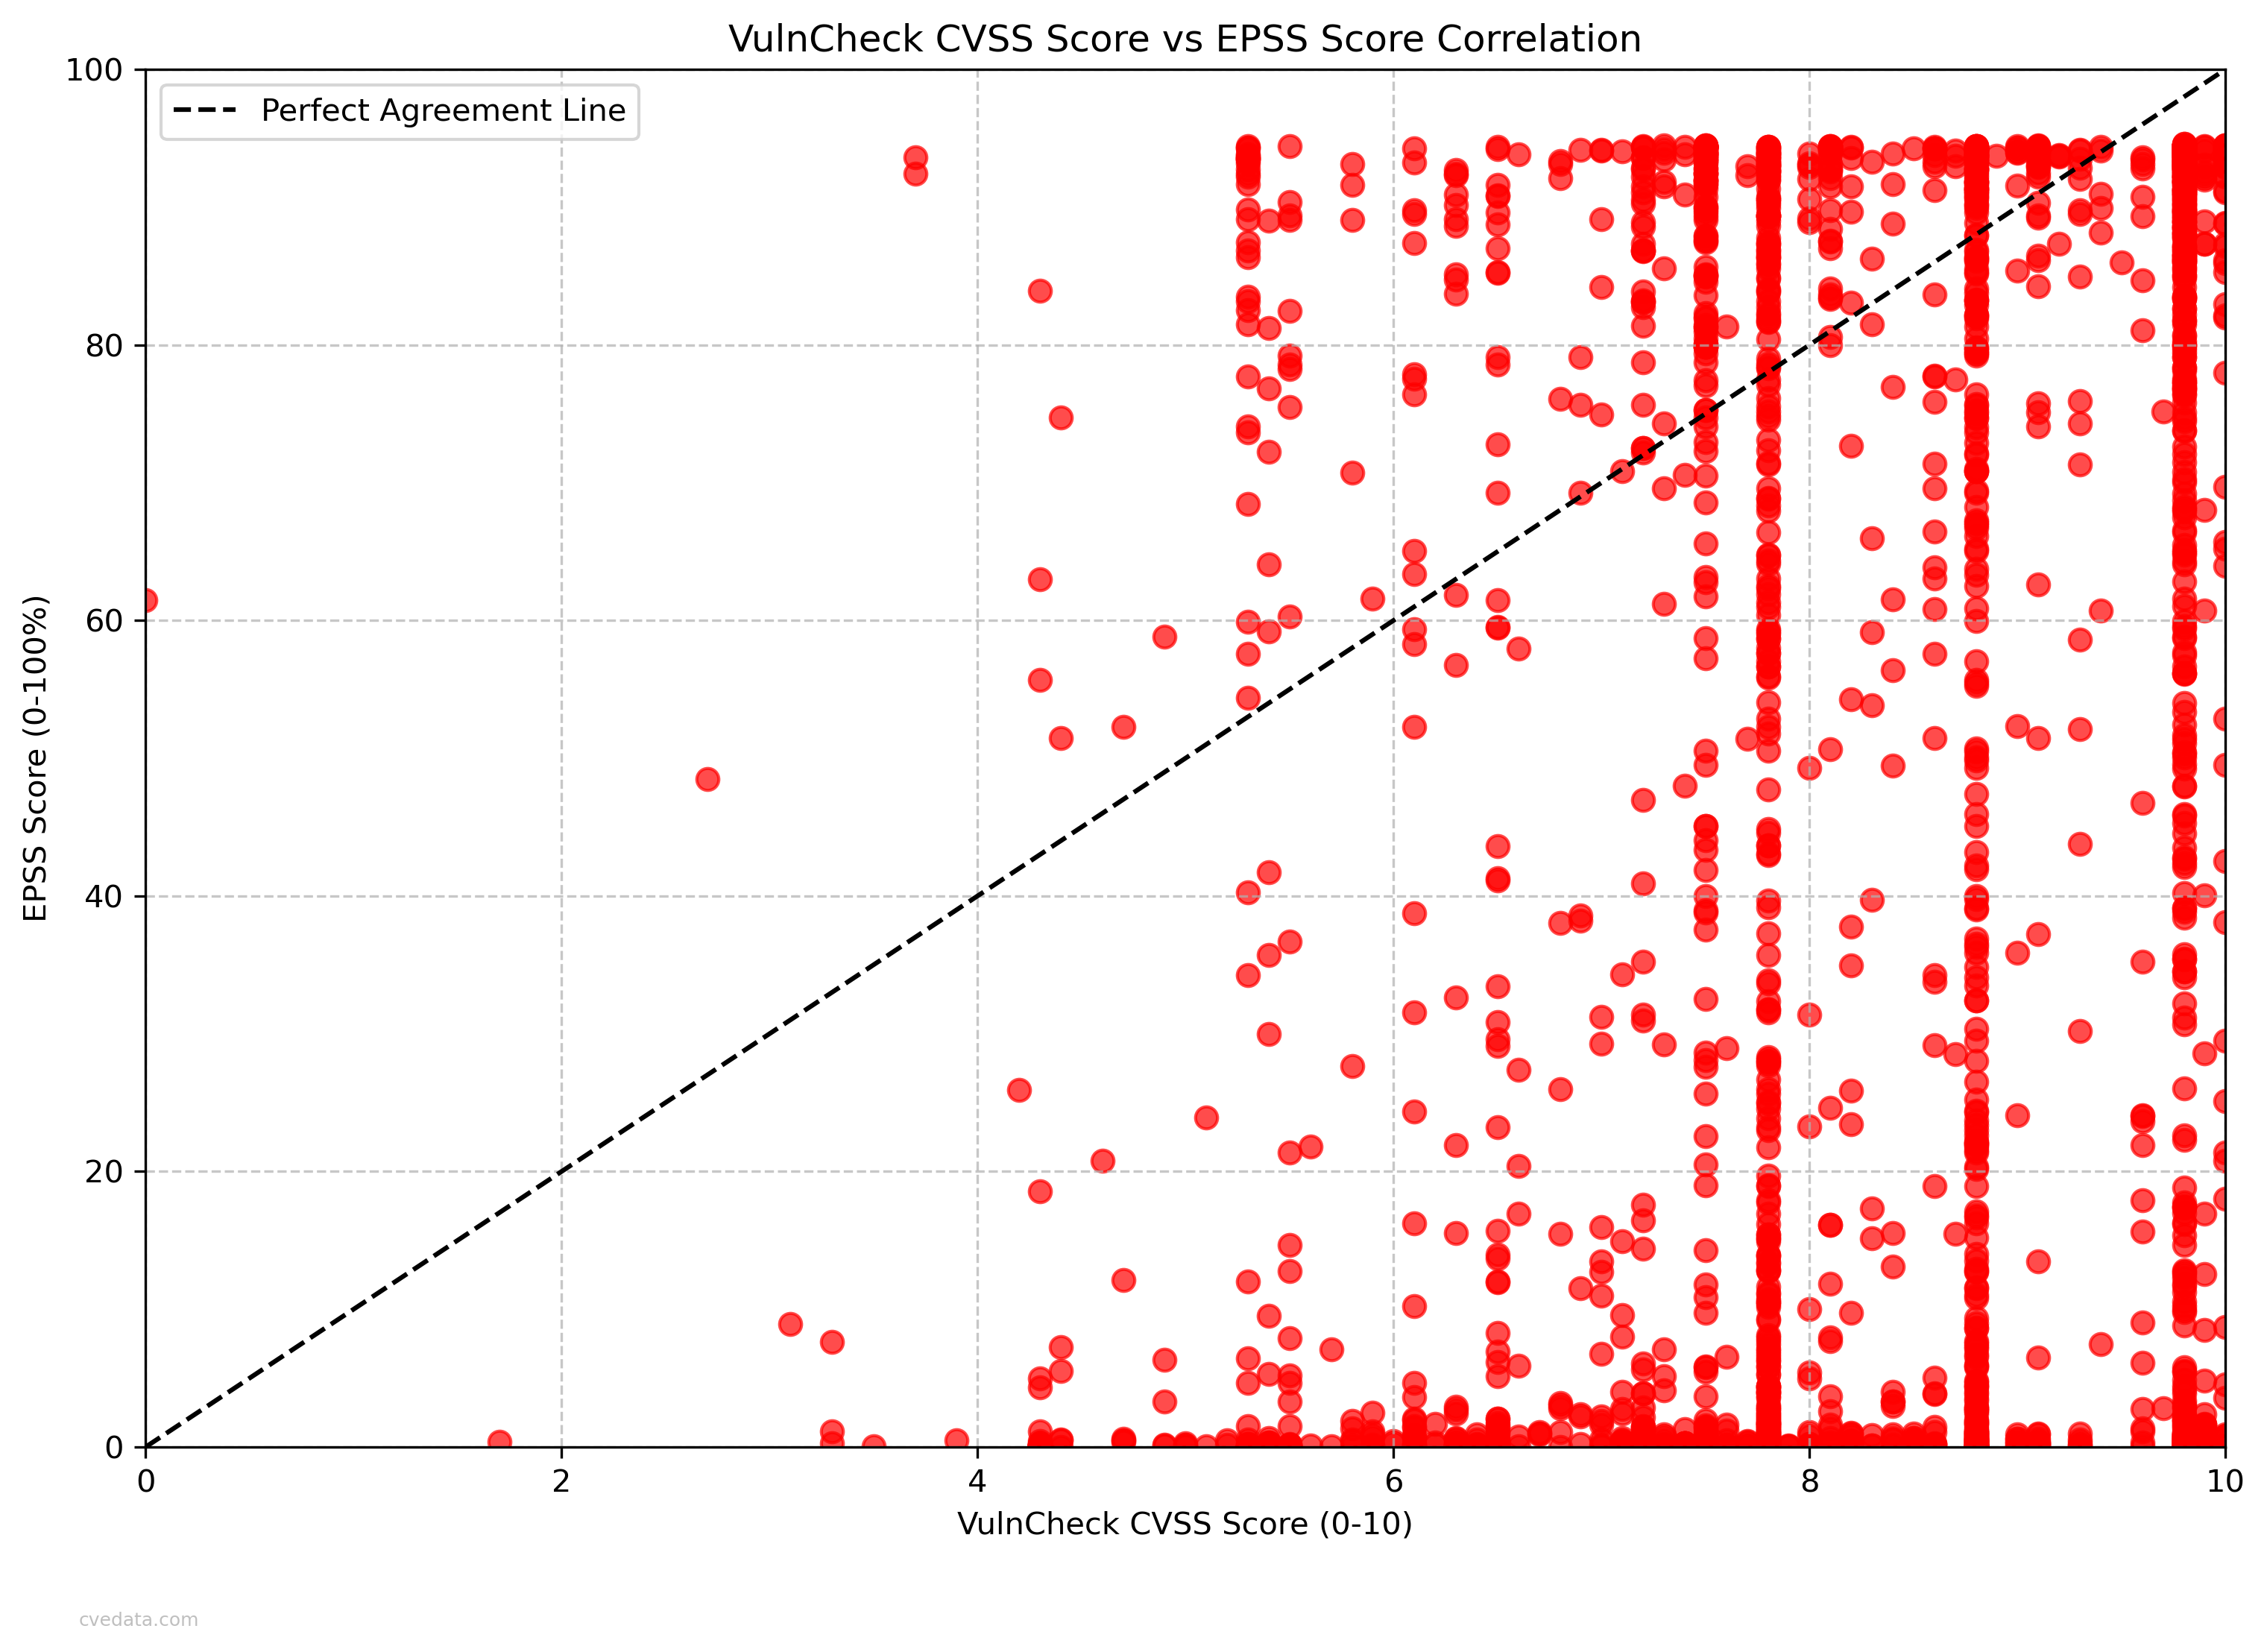 VulnCheck CVSS Score vs EPSS Score Correlation
Perfect Agreement Line
100
80
60
40
20
0
EPSS Score (0-100%)
0 2 4 6 8 10
VulnCheck CVSS Score (0-10)
cvedata.com